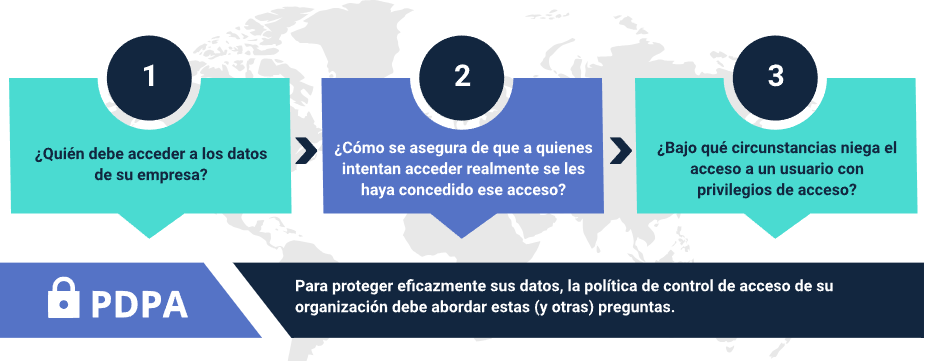 1
¿Quién debe acceder a los datos
de su empresa?
2
¿Cómo se asegura de que a quienes
intentan acceder realmente se les
haya concedido ese acceso?
3
¿Bajo qué circunstancias niega el
acceso a un usuario con
privilegios de acceso?
PDPA
Para proteger eficazmente sus datos, la política de control de acceso de su
organización debe abordar estas (y otras) preguntas.